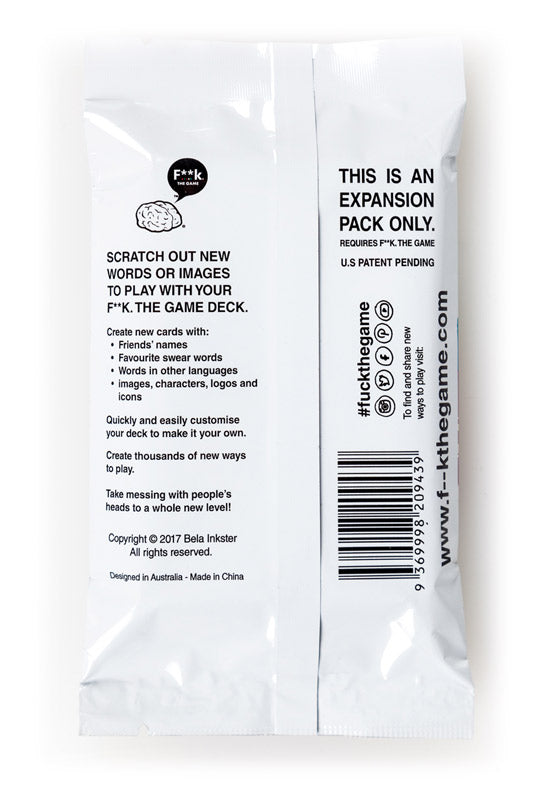 F**k.
THE GAME
SCRATCH OUT NEW
WORDS OR IMAGES
TO PLAY WITH YOUR
F**K. THE GAME DECK.
Create new cards with:
• Friends' names
• Favourite swear words
• Words in other languages
• images, characters, logos and
icons
Quickly and easily customise
your deck to make it your own.
Create thousands of new ways
to play.
Take messing with people's
heads to a whole new level!
Copyright © 2017 Bela Inkster
All rights reserved.
Designed in Australia - Made in China
THIS IS AN
EXPANSION
PACK ONLY.
REQUIRES F**K. THE GAME
U.S PATENT PENDING
#fuckthegame
To find and share new
ways to play visit:
www.f--kthegame.com
9 369998 209439